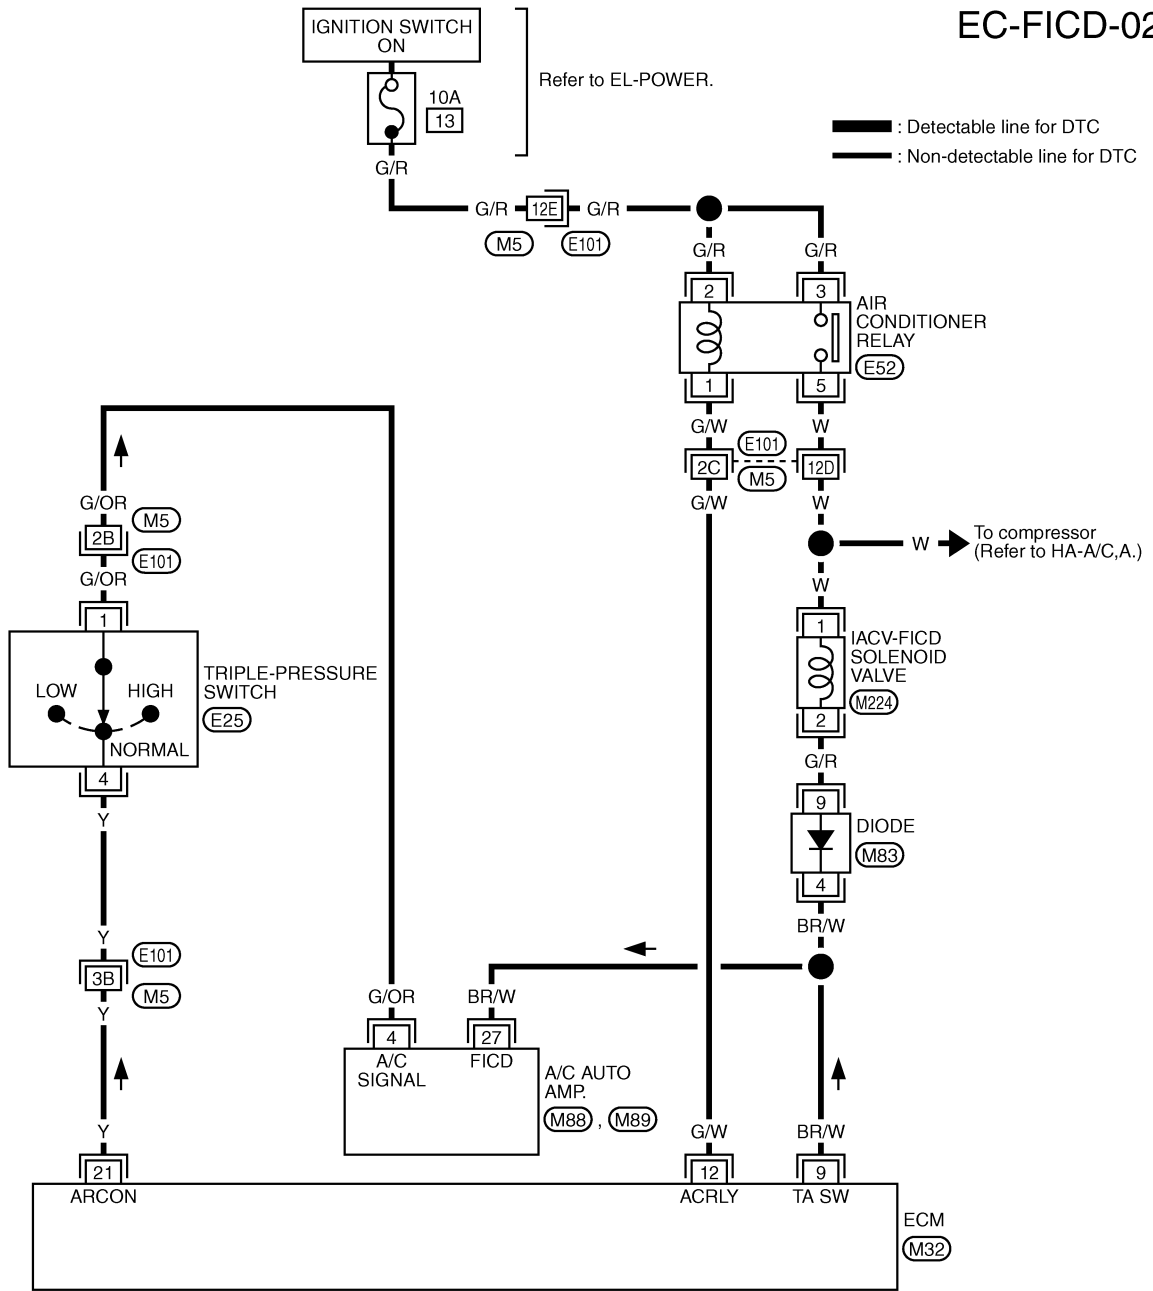 EC-FICD-02
IGNITION SWITCH
ON
Refer to EL-POWER.
10A
13
: Detectable line for DTC
: Non-detectable line for DTC
G/R
G/R
12E
G/R
M5
E101
G/R
G/R
2
3
AIR
CONDITIONER
RELAY
E52
1
5
G/W
W
E101
2C
12D
M5
G/W
W
G/OR
M5
2B
E101
G/OR
W
To compressor
(Refer to HA-A/C,A.)
W
1
1
IACV-FICD
SOLENOID
VALVE
M224
2
TRIPLE-PRESSURE
SWITCH
E25
LOW
HIGH
NORMAL
4
G/R
9
DIODE
M83
4
Y
BR/W
Y
E101
3B
M5
Y
G/OR
BR/W
4
27
A/C
SIGNAL
FICD
A/C AUTO
AMP.
M88 , M89
Y
G/W
BR/W
21
12
9
ARCON
ACRLY
TA SW
ECM
M32